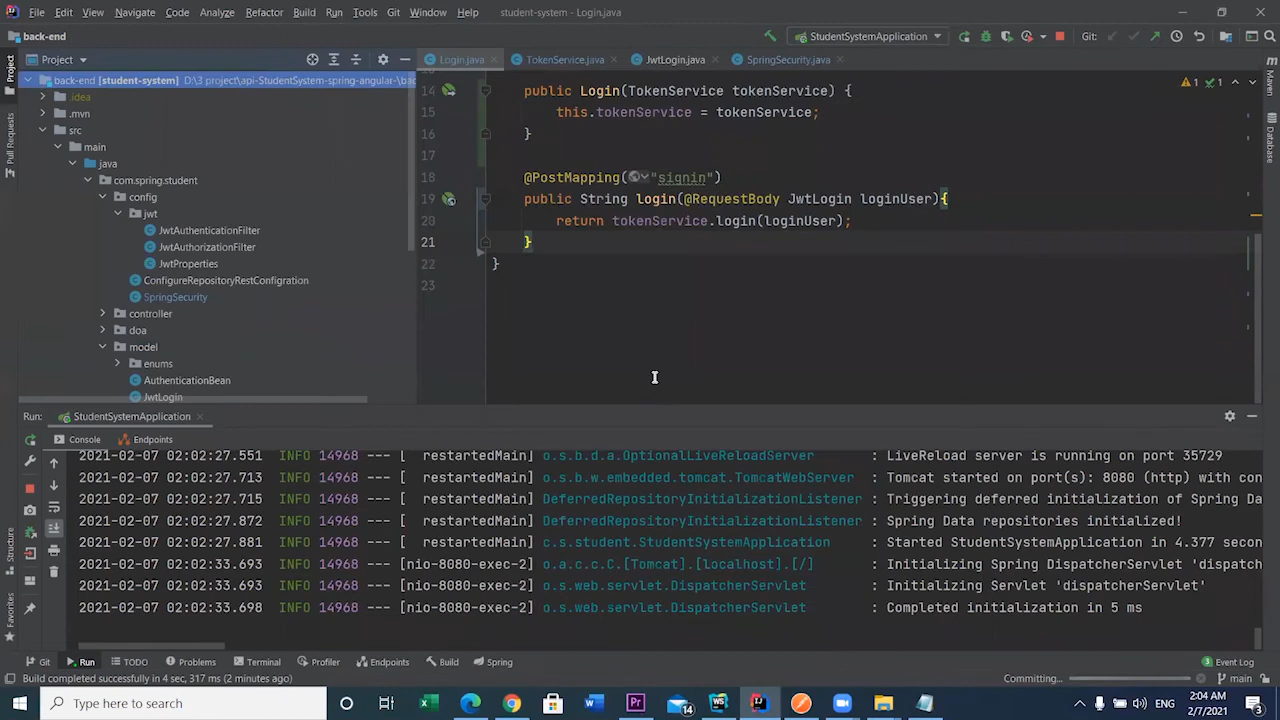 File Edit View Navigate Code Analyze Refactor Build Run Tools Git Window Help student-system - Login.java
back-end StudentSystemApplication Git:
Project Login.java TokenService.java JwtLogin.java SpringSecurity.java
back-end [student-system] D:\3 project\api-StudentSystem-spring-angular-\bac
.idea
.mvn
src
main
java
com.spring.student
config
jwt
JwtAuthenticationFilter
JwtAuthorizationFilter
JwtProperties
ConfigureRepositoryRestConfigration
SpringSecurity
controller
doa
model
enums
AuthenticationBean
JwtLogin
14 public Login(TokenService tokenService) {
15 this.tokenService = tokenService;
16 }
17
18 @PostMapping("signin")
19 public String login(@RequestBody JwtLogin loginUser){
20 return tokenService.login(loginUser);
21 }
22 }
23
1 1
Project
Pull Requests
Structure
Favorites
Maven
Database
Run: StudentSystemApplication
Console Endpoints
2021-02-07 02:02:27.551 INFO 14968 --- [ restartedMain] o.s.b.d.a.OptionalLiveReloadServer : LiveReload server is running on port 35729
2021-02-07 02:02:27.713 INFO 14968 --- [ restartedMain] o.s.b.w.embedded.tomcat.TomcatWebServer : Tomcat started on port(s): 8080 (http) with con
2021-02-07 02:02:27.715 INFO 14968 --- [ restartedMain] DeferredRepositoryInitializationListener : Triggering deferred initialization of Spring Da
2021-02-07 02:02:27.872 INFO 14968 --- [ restartedMain] DeferredRepositoryInitializationListener : Spring Data repositories initialized!
2021-02-07 02:02:27.881 INFO 14968 --- [ restartedMain] c.s.student.StudentSystemApplication : Started StudentSystemApplication in 4.377 secon
2021-02-07 02:02:33.693 INFO 14968 --- [nio-8080-exec-2] o.a.c.c.C.[Tomcat].[localhost].[/] : Initializing Spring DispatcherServlet 'dispatch
2021-02-07 02:02:33.693 INFO 14968 --- [nio-8080-exec-2] o.s.web.servlet.DispatcherServlet : Initializing Servlet 'dispatcherServlet'
2021-02-07 02:02:33.698 INFO 14968 --- [nio-8080-exec-2] o.s.web.servlet.DispatcherServlet : Completed initialization in 5 ms
Git Run TODO Problems Terminal Profiler Endpoints Build Spring 3 Event Log
Build completed successfully in 4 sec, 317 ms (2 minutes ago) Committing... main
Type here to search 14 ENG 2:04 AM 2/7/2021 3